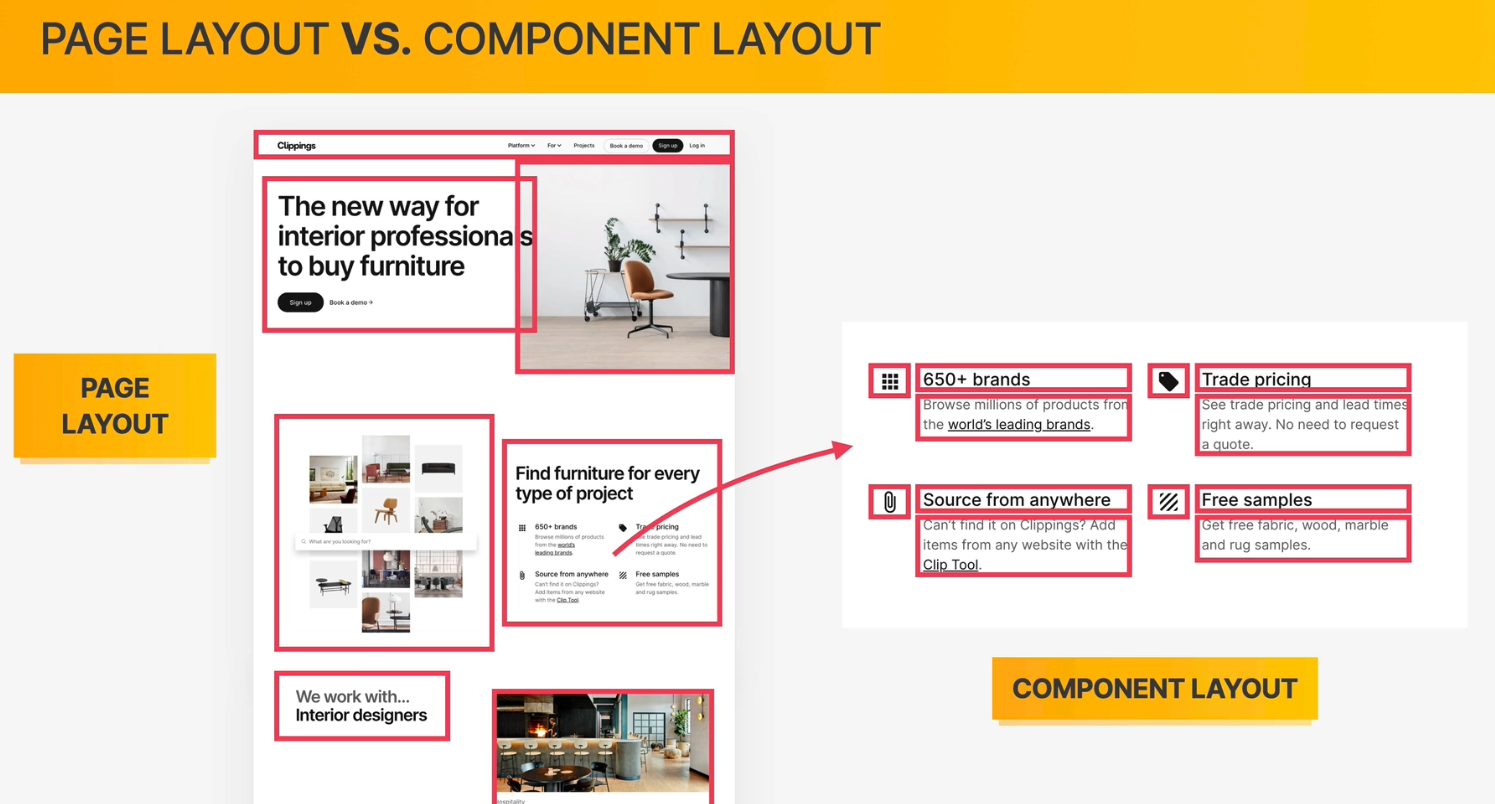 PAGE LAYOUT VS. COMPONENT LAYOUT
PAGE
LAYOUT
Clippings
Platform For Projects Book a demo Sign up Log in
The new way for
interior professionals
to buy furniture
Sign up Book a demo
What are you looking for?
Find furniture for every
type of project
650+ brands
Browse millions of products
from the world's
leading brands.
Trade pricing
See trade pricing and lead
times right away. No need to
request a quote.
Source from anywhere
Can't find it on Clippings?
Add items from any website
with the Clip Tool.
Free samples
Get free fabric, wood, marble
and rug samples.
We work with...
Interior designers
Hospitality
650+ brands
Browse millions of products from
the world's leading brands.
Trade pricing
See trade pricing and lead times
right away. No need to request
a quote.
Source from anywhere
Can't find it on Clippings? Add
items from any website with the
Clip Tool.
Free samples
Get free fabric, wood, marble
and rug samples.
COMPONENT LAYOUT